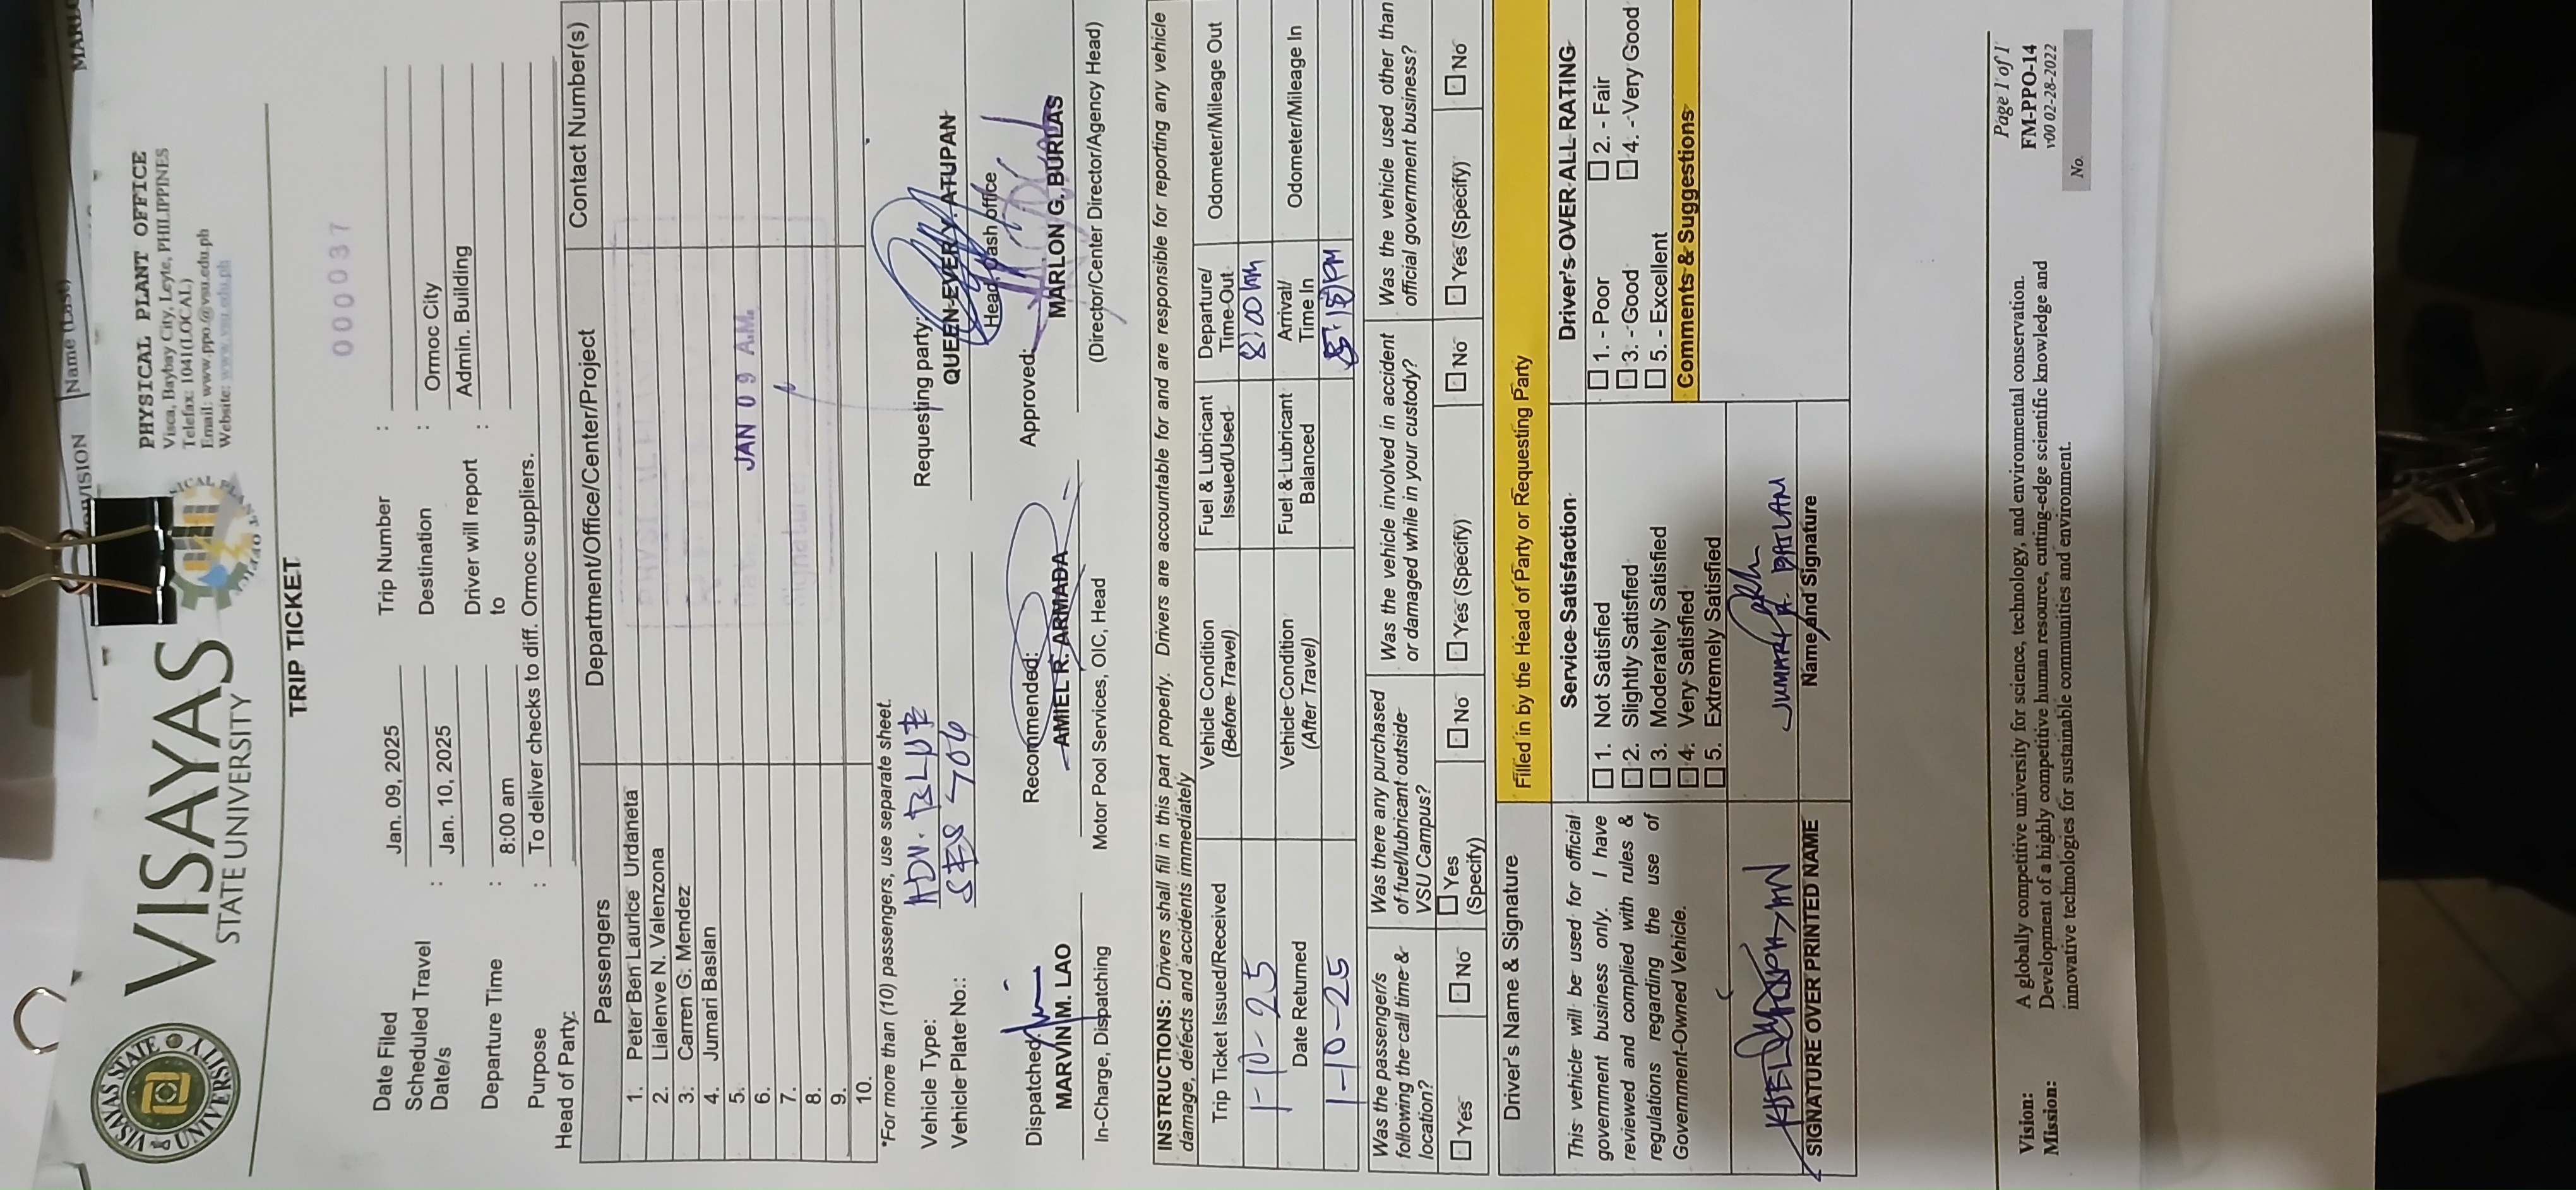 VISAYAS
STATE UNIVERSITY
PHYSICAL PLANT OFFICE
Visca, Baybay City, Leyte, PHILIPPINES
Telefax: 1041(LOCAL)
Email: www.ppo.@vsu.edu.ph
Website: www.vsu.edu.ph
VISAYAS STATE UNIVERSITY
Name (Last)
TRIP TICKET
000037
Date Filed Jan. 09, 2025 Trip Number :
Scheduled Travel Date/s : Jan. 10, 2025 Destination : Ormoc City
Departure Time : 8:00 am Driver will report to : Admin. Building
Purpose : To deliver checks to diff. Ormoc suppliers.
Head of Party:
Passengers Department/Office/Center/Project Contact Number(s)
1. Peter Ben Laurice Urdaneta
2. Lialenve N. Valenzona
3. Carren G. Mendez
4. Jumari Baslan
5.
6.
7.
8.
9.
10.
JAN 09 A.M.
*For more than (10) passengers, use separate sheet.
Vehicle Type: ADV. BLUE Requesting party:
Vehicle Plate No.: SFS 706 QUEEN-EVER Y. ATUPAN
Head, Cash office
Dispatched: Recommended: Approved:
MARVIN M. LAO AMIEL R. ARMADA MARLON G. BURLAS
In-Charge, Dispatching Motor Pool Services, OIC, Head (Director/Center Director/Agency Head)
INSTRUCTIONS: Drivers shall fill in this part properly. Drivers are accountable for and are responsible for reporting any vehicle
damage, defects and accidents immediately
Trip Ticket Issued/Received Vehicle Condition (Before Travel) Fuel & Lubricant Issued/Used Departure/ Time Out Odometer/Mileage Out
1-10-25 8:00 AM
Date Returned Vehicle Condition (After Travel) Fuel & Lubricant Balanced Arrival/ Time In Odometer/Mileage In
1-10-25 5:15 PM
Was the passenger/s following the call time & location? Was there any purchased of fuel/lubricant outside VSU Campus? Was the vehicle involved in accident or damaged while in your custody? Was the vehicle used other than official government business?
Yes No Yes (Specify) No Yes (Specify) No Yes (Specify) No
Driver's Name & Signature Filled in by the Head of Party or Requesting Party
This vehicle will be used for official
government business only. I have
reviewed and complied with rules &
regulations regarding the use of
Government-Owned Vehicle.
SIGNATURE OVER PRINTED NAME
Service Satisfaction
1. Not Satisfied
2. Slightly Satisfied
3. Moderately Satisfied
4. Very Satisfied
5. Extremely Satisfied
Name and Signature
Driver's OVER ALL RATING
1. - Poor 2. - Fair
3. - Good 4. - Very Good
5. - Excellent
Comments & Suggestions
Vision: A globally competitive university for science, technology, and environmental conservation.
Mission: Development of a highly competitive human resource, cutting-edge scientific knowledge and
innovative technologies for sustainable communities and environment.
Page 1 of 1
FM-PPO-14
v00 02-28-2022
No.